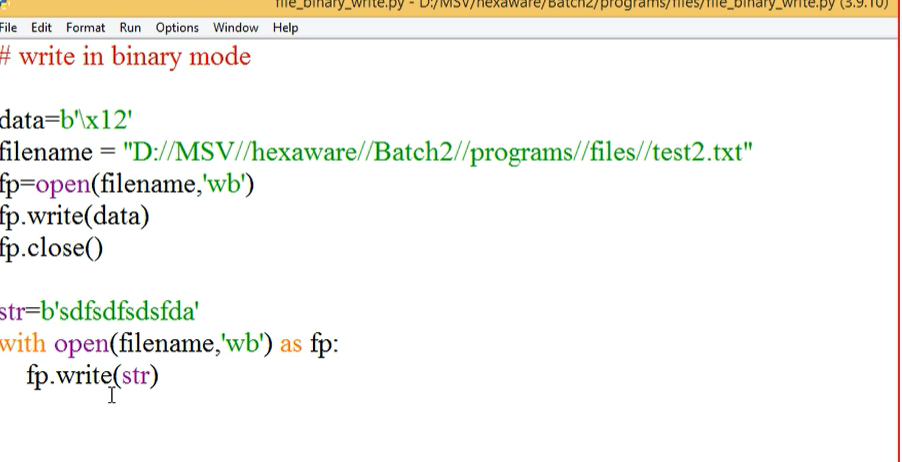 file_binary_write.py - D:/MSV/hexaware/Batch2/programs/files/file_binary_write.py (3.9.10)
File Edit Format Run Options Window Help
# write in binary mode
data=b'\x12'
filename = "D://MSV//hexaware//Batch2//programs//files//test2.txt"
fp=open(filename,'wb')
fp.write(data)
fp.close()
str=b'sdfsdfsdsfda'
with open(filename,'wb') as fp:
    fp.write(str)